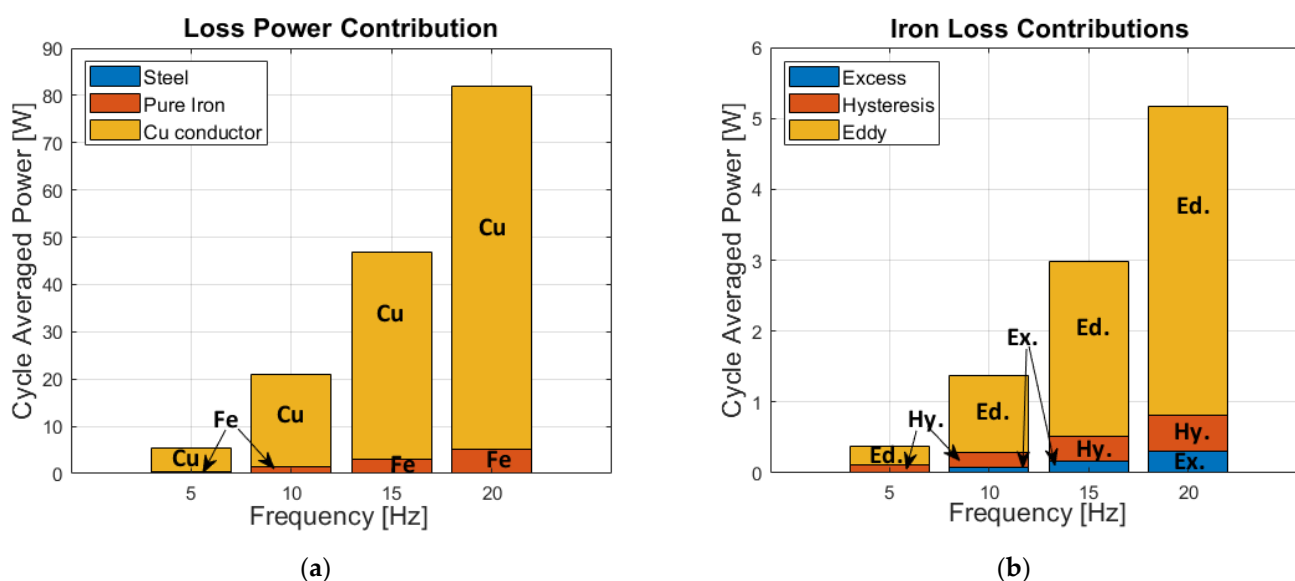 Loss Power Contribution
Cycle Averaged Power [W]
90
80
70
60
50
40
30
20
10
0
Steel
Pure Iron
Cu conductor
Cu
Fe
Cu
Cu
Fe
Cu
Fe
5
10
15
20
Frequency [Hz]
(a)
Iron Loss Contributions
Cycle Averaged Power [W]
6
5
4
3
2
1
0
Excess
Hysteresis
Eddy
Ed.
Hy.
Ed.
Ex.
Ed.
Hy.
Ed.
Hy.
Ex.
5
10
15
20
Frequency [Hz]
(b)